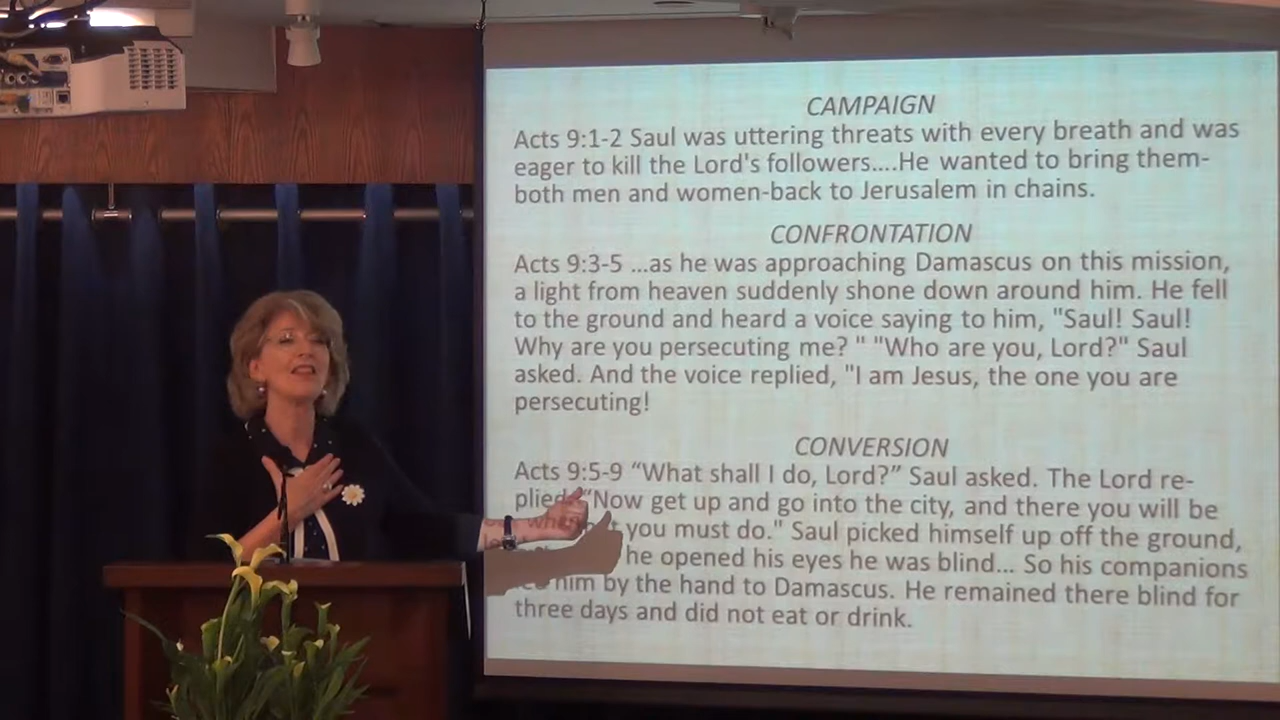 CAMPAIGN
Acts 9:1-2 Saul was uttering threats with every breath and was
eager to kill the Lord's followers....He wanted to bring them-
both men and women-back to Jerusalem in chains.
CONFRONTATION
Acts 9:3-5 ...as he was approaching Damascus on this mission,
a light from heaven suddenly shone down around him. He fell
to the ground and heard a voice saying to him, "Saul! Saul!
Why are you persecuting me? " "Who are you, Lord?" Saul
asked. And the voice replied, "I am Jesus, the one you are
persecuting!
CONVERSION
Acts 9:5-9 “What shall I do, Lord?” Saul asked. The Lord re-
plied, “Now get up and go into the city, and there you will be
you must do." Saul picked himself up off the ground,
he opened his eyes he was blind... So his companions
him by the hand to Damascus. He remained there blind for
three days and did not eat or drink.